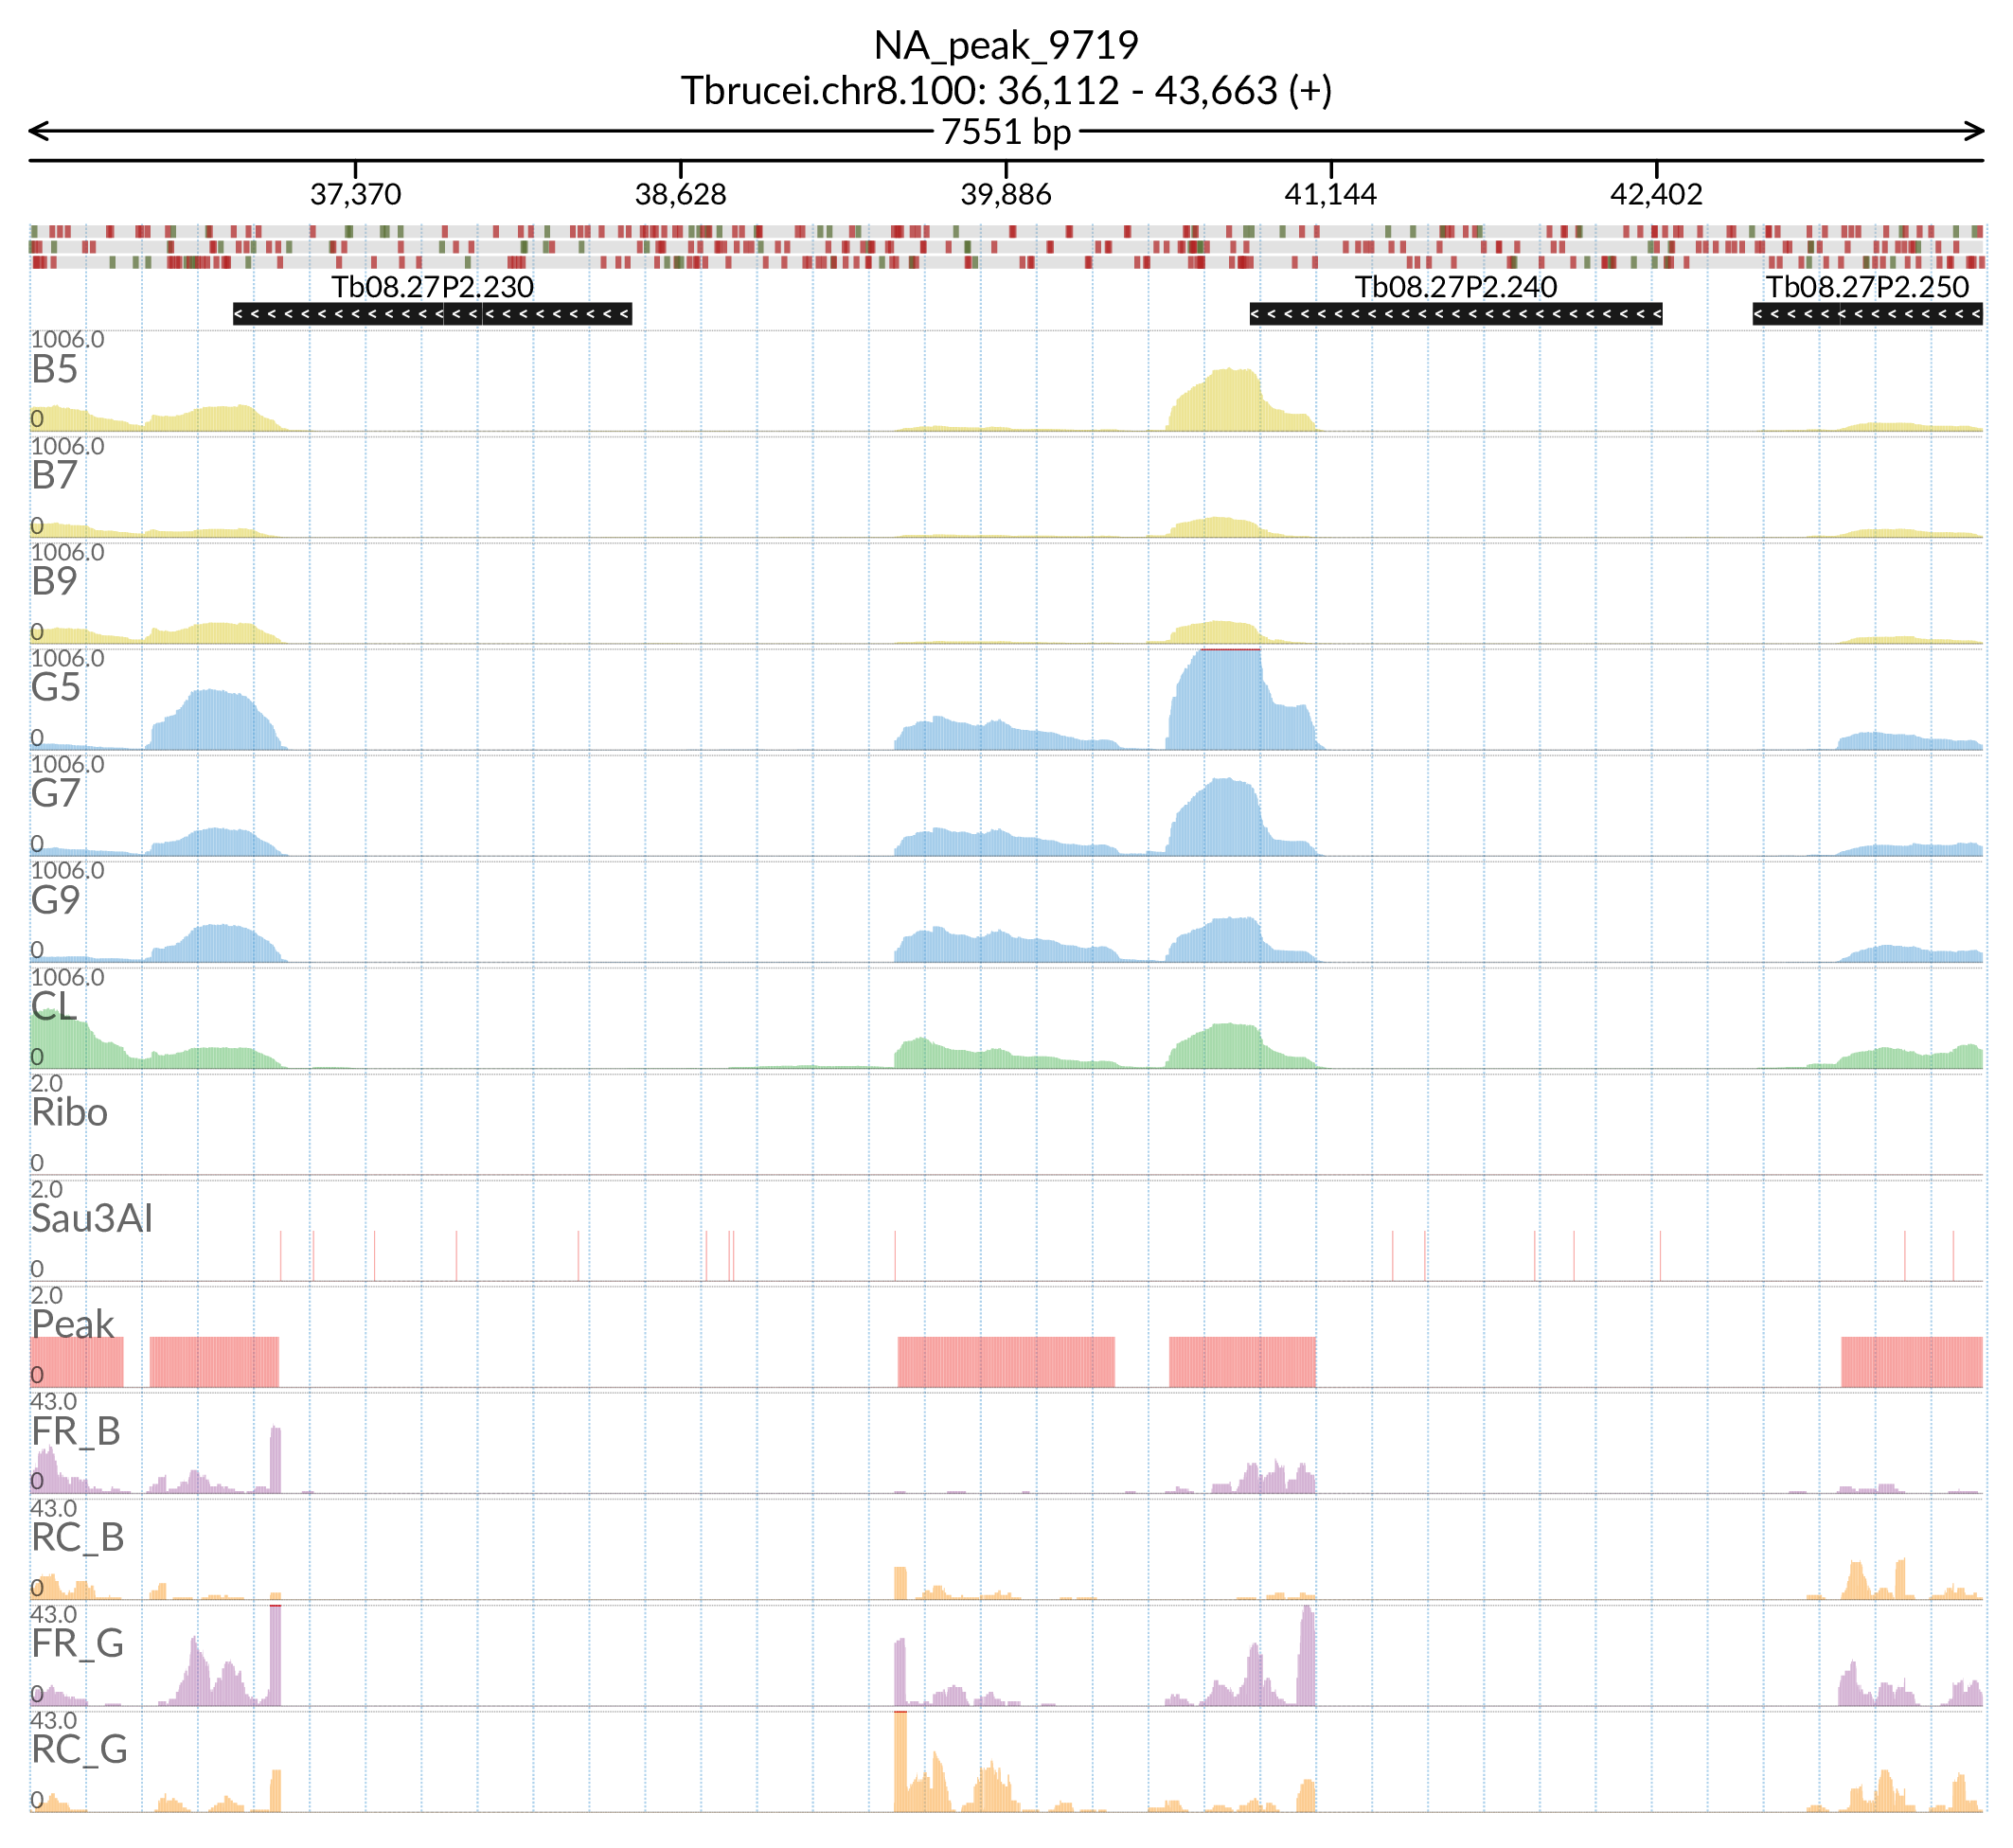 NA_peak_9719
Tbrucei.chr8.100: 36,112 - 43,663 (+)
7551 bp
37,370 38,628 39,886 41,144 42,402
Tb08.27P2.230 Tb08.27P2.240 Tb08.27P2.250
1006.0
B5
0
1006.0
B7
0
1006.0
B9
0
1006.0
G5
0
1006.0
G7
0
1006.0
G9
0
1006.0
CL
0
2.0
Ribo
0
2.0
Sau3AI
0
2.0
Peak
0
43.0
FR_B
0
43.0
RC_B
0
43.0
FR_G
0
43.0
RC_G
0